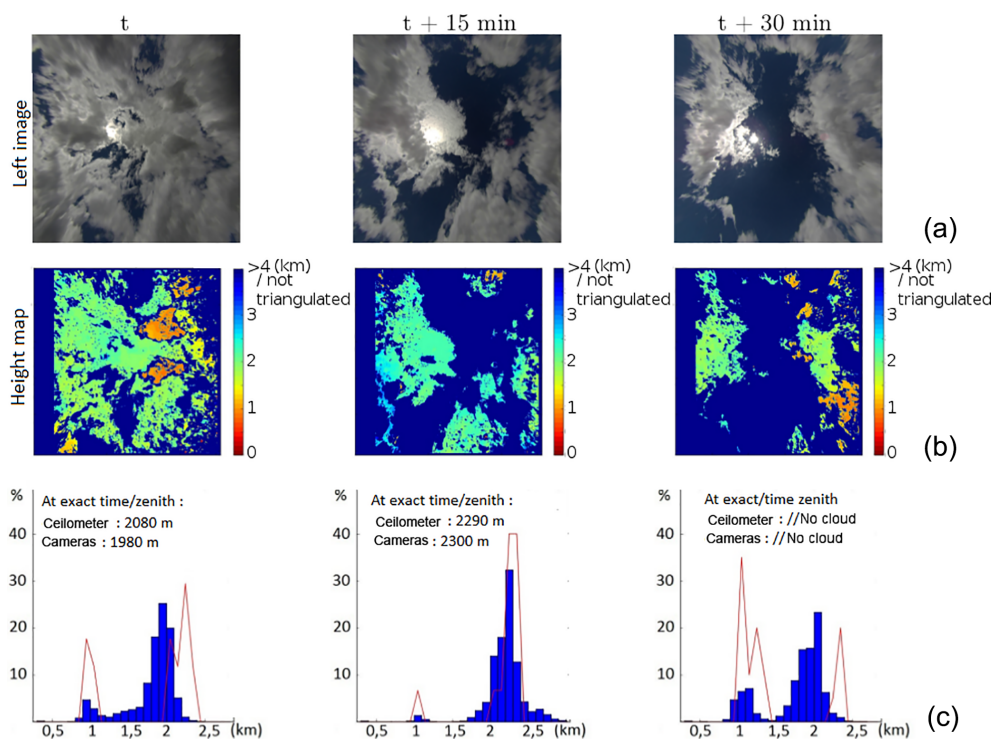 t
t + 15 min
t + 30 min
Left image
(a)
Height map
>4 (km)
/ not
triangulated
3
2
1
0
>4 (km)
/ not
triangulated
3
2
1
0
>4 (km)
/ not
triangulated
3
2
1
0
(b)
%
40
30
20
10
At exact time/zenith :
Ceilometer : 2080 m
Cameras : 1980 m
0,5 1 1,5 2 2,5 (km)
%
40
30
20
10
At exact time/zenith :
Ceilometer : 2290 m
Cameras : 2300 m
0,5 1 1,5 2 2,5 (km)
%
40
30
20
10
At exact/time zenith
Ceilometer : //No cloud
Cameras : //No cloud
0,5 1 1,5 2 2,5 (km)
(c)